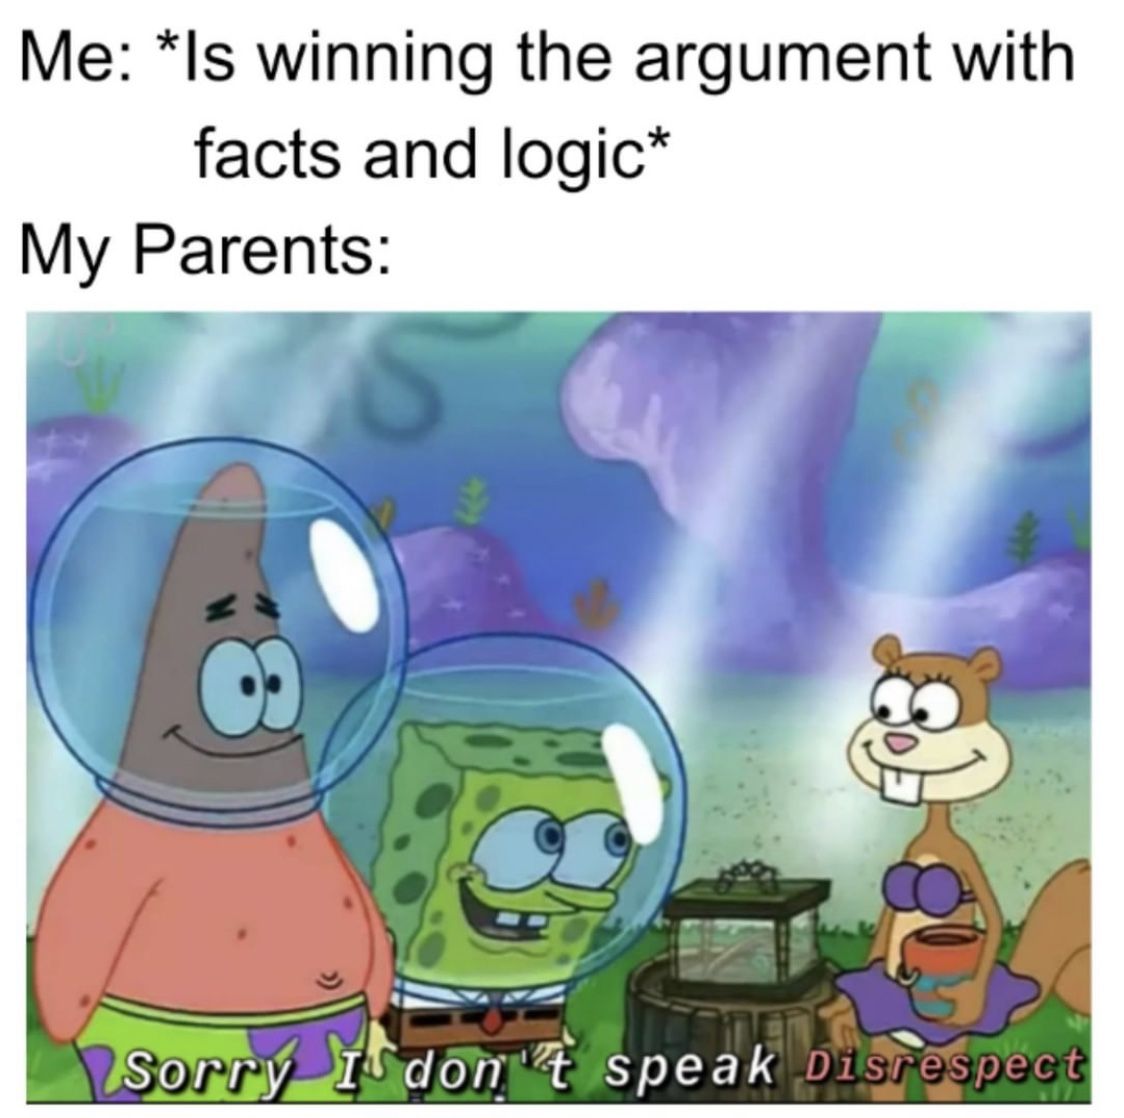 Me: *Is winning the argument with
facts and logic*
My Parents:
Sorry I don't speak Disrespect